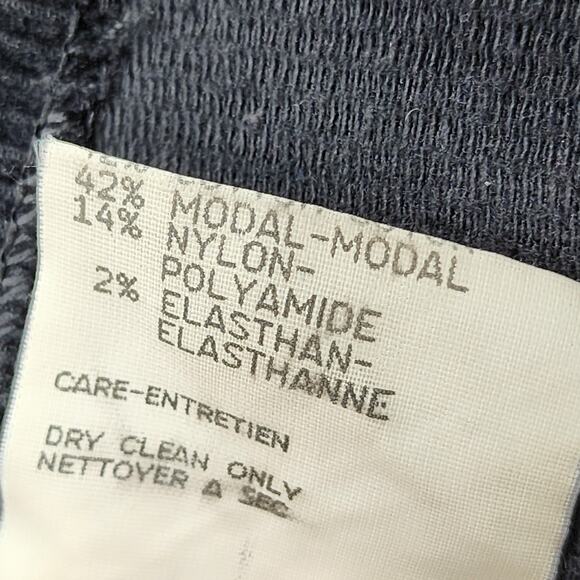 42% MODAL-MODAL
14% NYLON-
POLYAMIDE
2% ELASTHAN-
ELASTHANNE
CARE-ENTRETIEN
DRY CLEAN ONLY
NETTOYER A SEC